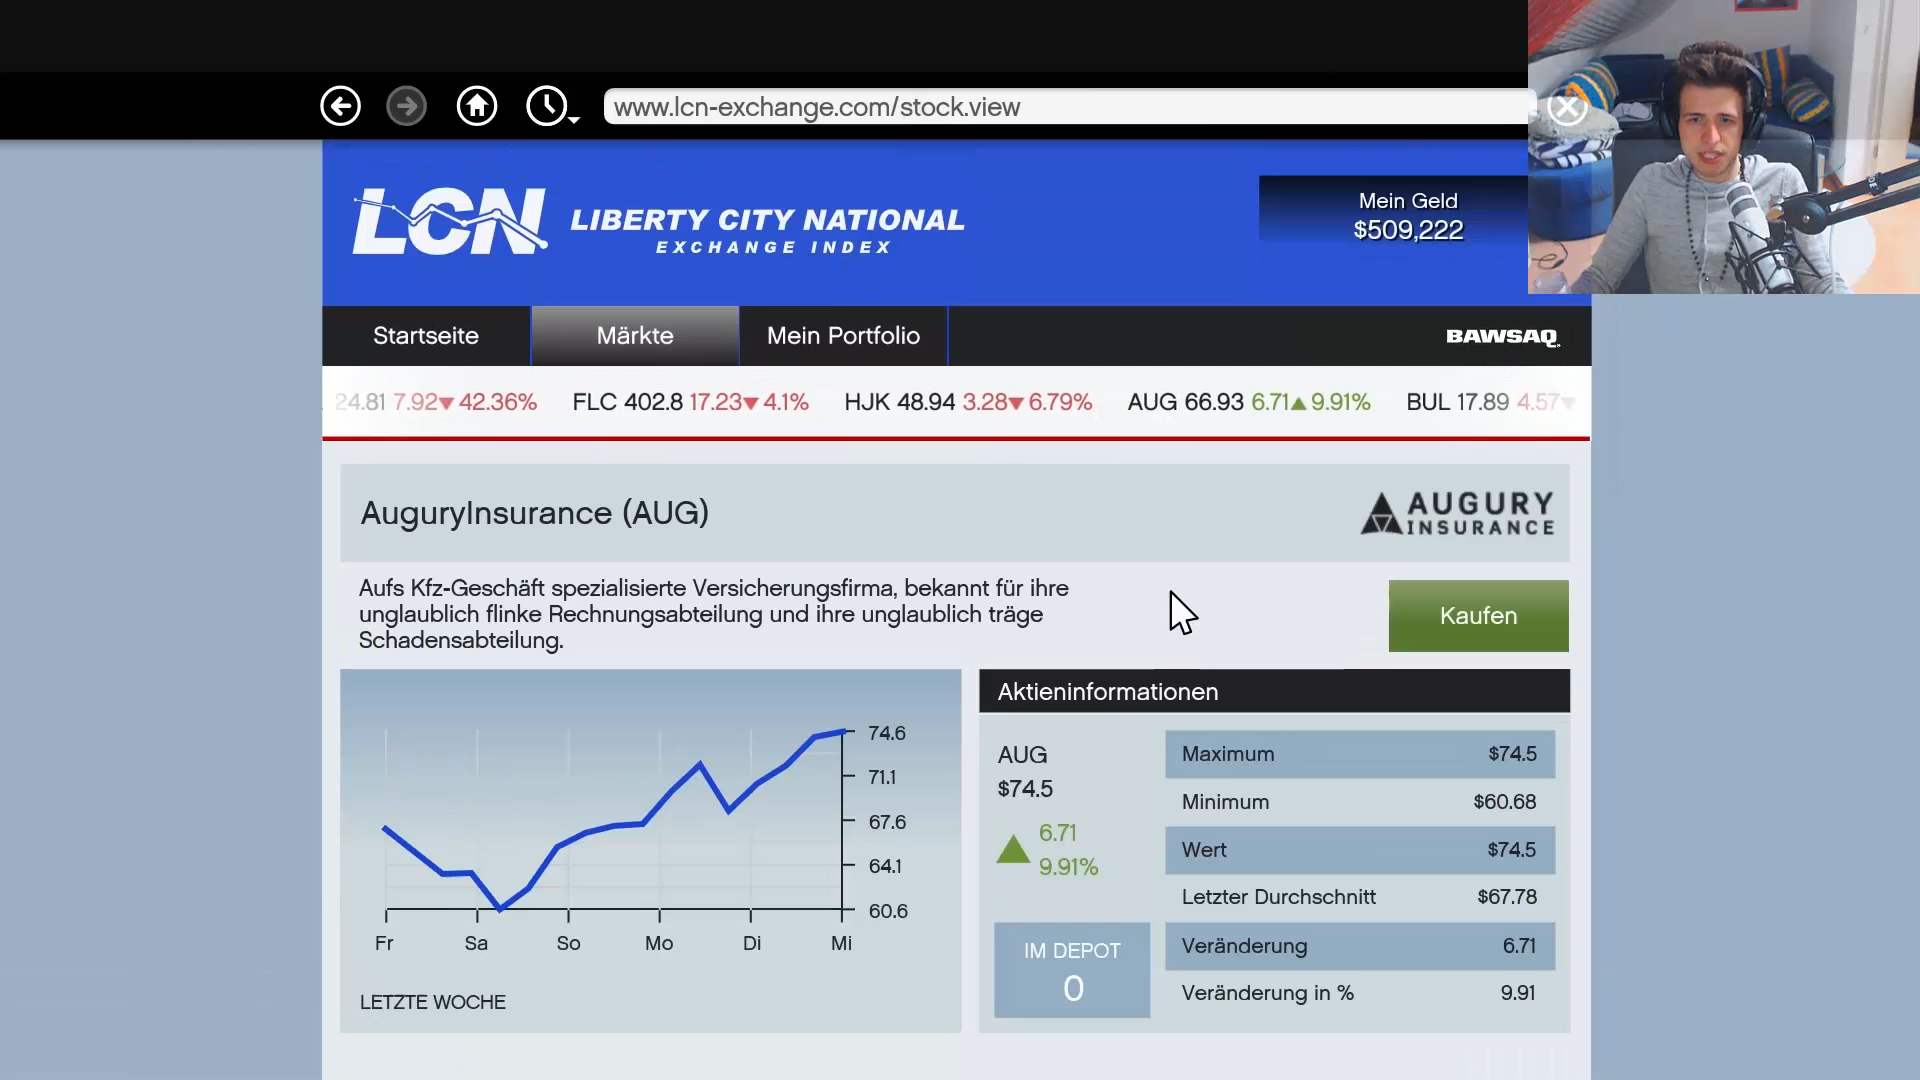 www.lcn-exchange.com/stock.view
LCN LIBERTY CITY NATIONAL
EXCHANGE INDEX
Mein Geld
$509,222
Startseite Märkte Mein Portfolio BAWSAQ
24.81 7.92▼42.36% FLC 402.8 17.23▼4.1% HJK 48.94 3.28▼6.79% AUG 66.93 6.71▲9.91% BUL 17.89 4.57▼
AuguryInsurance (AUG)
AUGURY
INSURANCE
Aufs Kfz-Geschäft spezialisierte Versicherungsfirma, bekannt für ihre
unglaublich flinke Rechnungsabteilung und ihre unglaublich träge
Schadensabteilung.
Kaufen
74.6
71.1
67.6
64.1
60.6
Fr Sa So Mo Di Mi
LETZTE WOCHE
Aktieninformationen
AUG
$74.5
6.71
9.91%
IM DEPOT
0
Maximum $74.5
Minimum $60.68
Wert $74.5
Letzter Durchschnitt $67.78
Veränderung 6.71
Veränderung in % 9.91